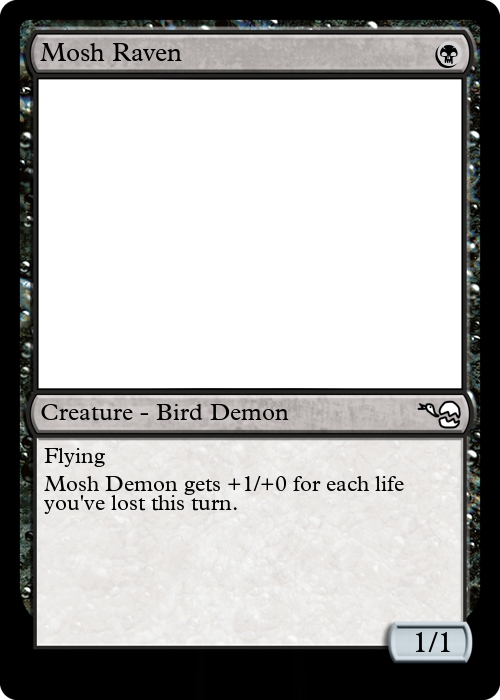 Mosh Raven
Creature - Bird Demon
Flying
Mosh Demon gets +1/+0 for each life
you've lost this turn.
1/1